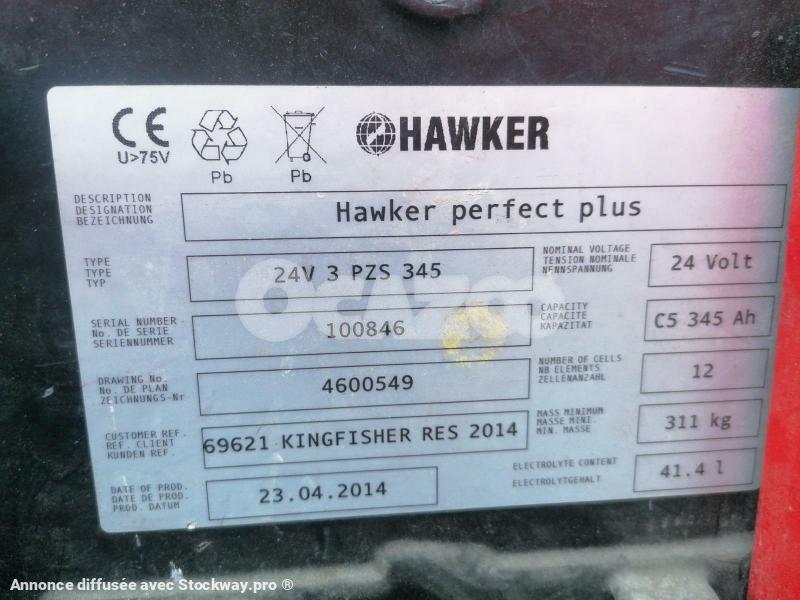 CE
U>75V
Pb
Pb
HAWKER
DESCRIPTION
DESIGNATION
BEZEICHNUNG
Hawker perfect plus
TYPE
TYPE
TYP
24V 3 PZS 345
NOMINAL VOLTAGE
TENSION NOMINALE
NENNSPANNUNG
24 Volt
SERIAL NUMBER
No. DE SERIE
SERIENNUMMER
100846
CAPACITY
CAPACITE
KAPAZITAT
C5 345 Ah
DRAWING No.
No. DE PLAN
ZEICHNUNGS-Nr
4600549
NUMBER OF CELLS
NB ELEMENTS
ZELLENANZAHL
12
CUSTOMER REF.
REF. CLIENT
KUNDEN REF.
69621 KINGFISHER RES 2014
MASS MINIMUM
MASSE MINI.
MIN. MASSE
311 kg
DATE OF PROD.
DATE DE PROD.
PROD. DATUM
23.04.2014
ELECTROLYTE CONTENT
ELECTROLYTGEHALT
41.4 l
OCAZOO
Annonce diffusée avec Stockway.pro ®